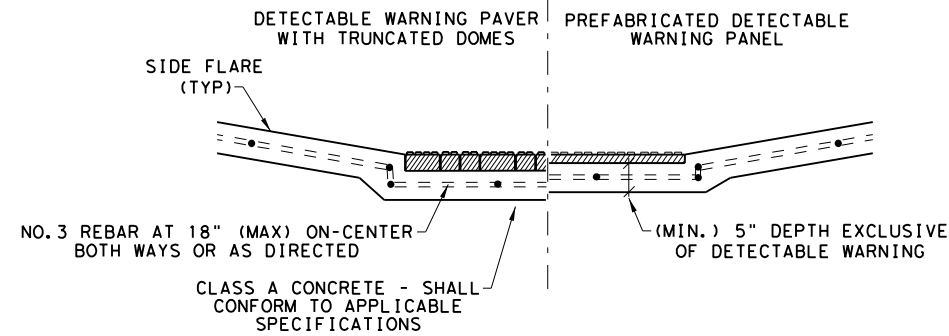 DETECTABLE WARNING PAVER
WITH TRUNCATED DOMES
PREFABRICATED DETECTABLE
WARNING PANEL
SIDE FLARE
(TYP)
NO.3 REBAR AT 18" (MAX) ON-CENTER
BOTH WAYS OR AS DIRECTED
(MIN.) 5" DEPTH EXCLUSIVE
OF DETECTABLE WARNING
CLASS A CONCRETE - SHALL
CONFORM TO APPLICABLE
SPECIFICATIONS